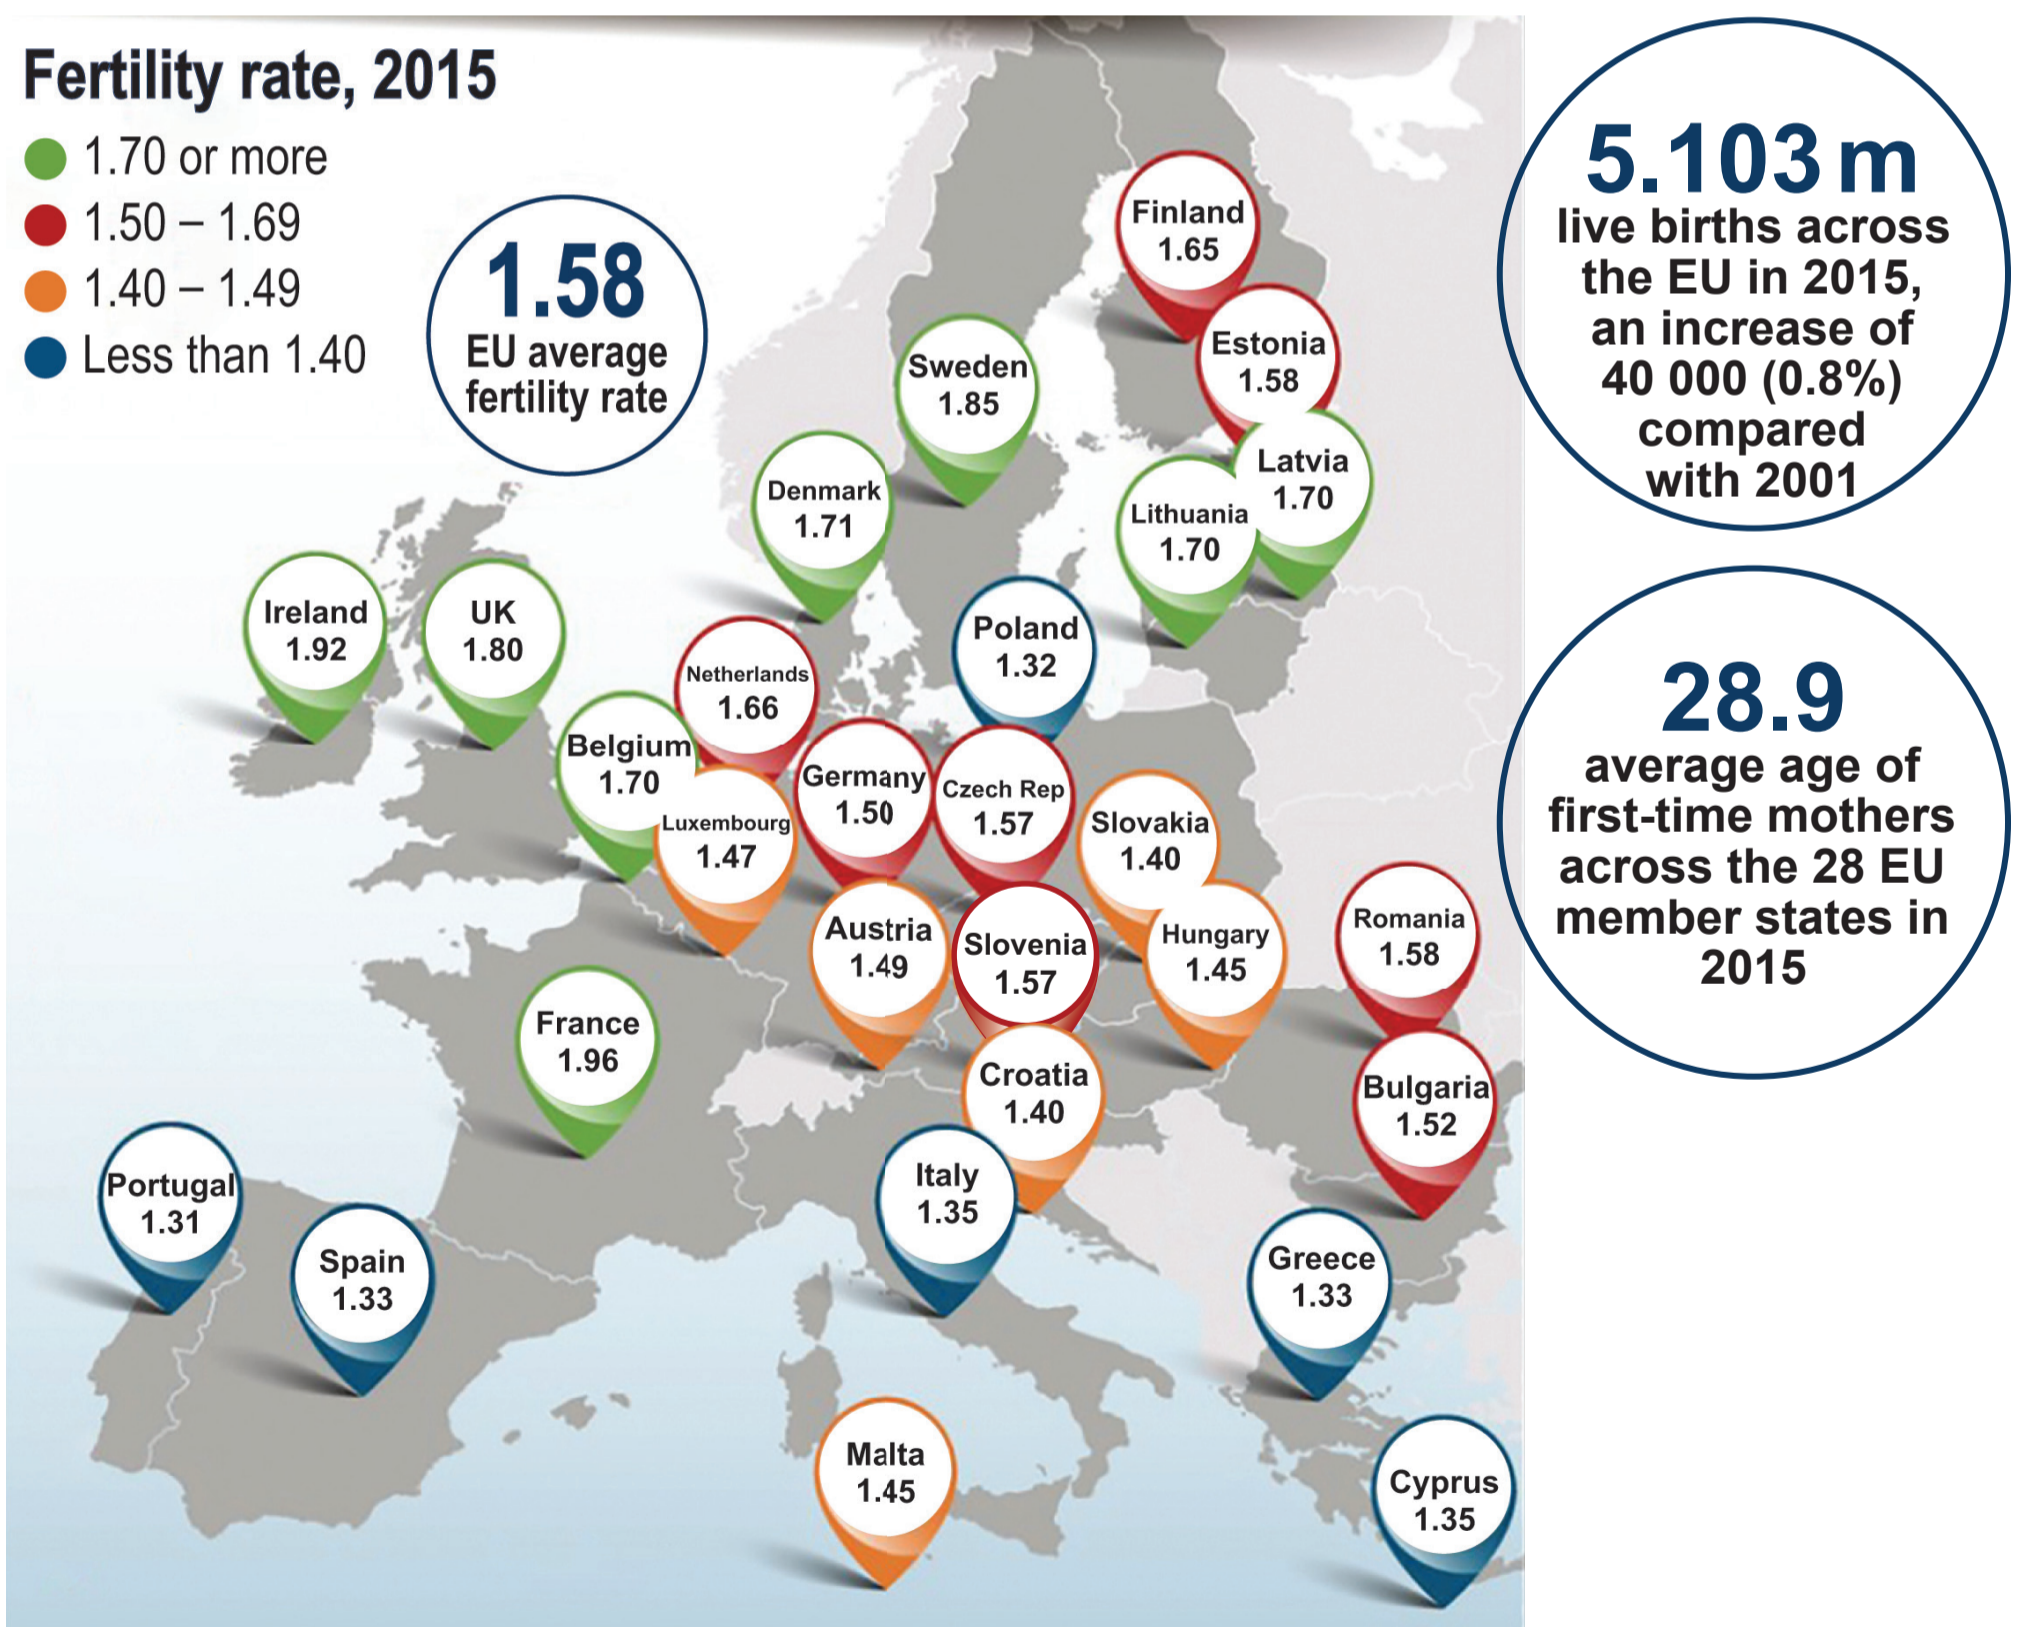 Fertility rate, 2015
1.70 or more
1.50 – 1.69
1.40 – 1.49
Less than 1.40
1.58
EU average
fertility rate
Finland
1.65
Estonia
1.58
Sweden
1.85
Latvia
1.70
Denmark
1.71
Lithuania
1.70
Ireland
1.92
UK
1.80
Poland
1.32
Netherlands
1.66
Belgium
1.70
Germany
1.50
Czech Rep
1.57
Luxembourg
1.47
Slovakia
1.40
Austria
1.49
Slovenia
1.57
Hungary
1.45
Romania
1.58
France
1.96
Croatia
1.40
Bulgaria
1.52
Portugal
1.31
Italy
1.35
Spain
1.33
Greece
1.33
Malta
1.45
Cyprus
1.35
5.103 m
live births across
the EU in 2015,
an increase of
40 000 (0.8%)
compared
with 2001
28.9
average age of
first-time mothers
across the 28 EU
member states in
2015